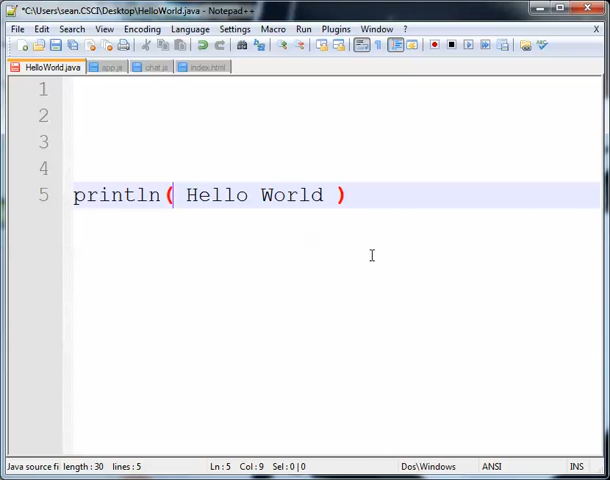 *C:\Users\sean.CSCI\Desktop\HelloWorld.java - Notepad++
File Edit Search View Encoding Language Settings Macro Run Plugins Window ? X
HelloWorld.java app.js chat.js index.html
1
2
3
4
5 println( Hello World )
Java source fi length : 30 lines : 5 Ln : 5 Col : 9 Sel : 0 | 0 Dos\Windows ANSI INS